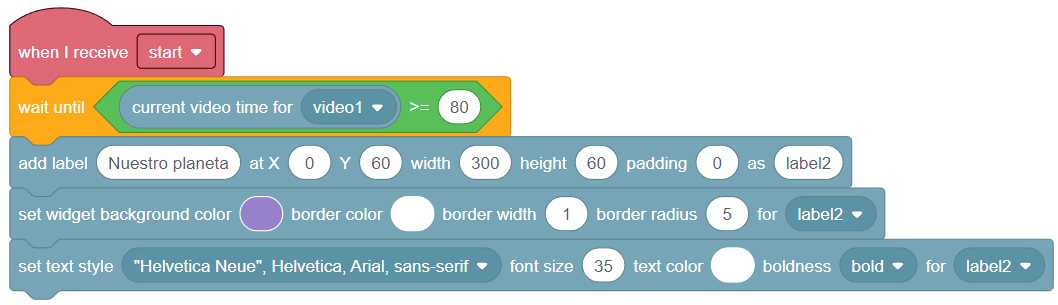 when I receive start
wait until current video time for video1 >= 80
add label Nuestro planeta at X 0 Y 60 width 300 height 60 padding 0 as label2
set widget background color border color border width 1 border radius 5 for label2
set text style "Helvetica Neue", Helvetica, Arial, sans-serif font size 35 text color boldness bold for label2